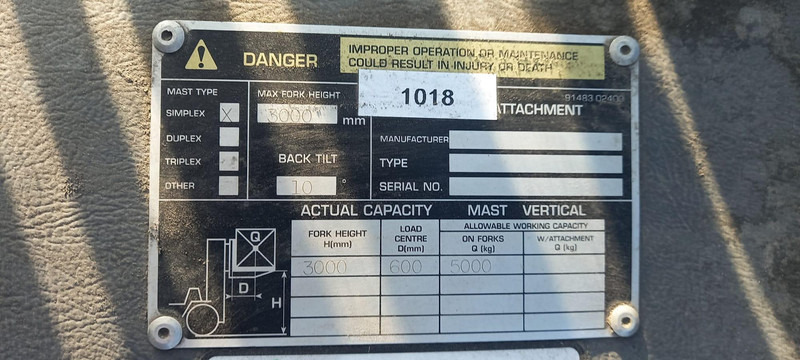 DANGER
IMPROPER OPERATION OR MAINTENANCE
COULD RESULT IN INJURY OR DEATH
MAST TYPE
SIMPLEX X
DUPLEX
TRIPLEX
OTHER
MAX FORK HEIGHT
3000 mm
BACK TILT
10 °
1018
91483 02400
ATTACHMENT
MANUFACTURER
TYPE
SERIAL NO.
ACTUAL CAPACITY MAST VERTICAL
FORK HEIGHT
H(mm)
LOAD
CENTRE
D(mm)
ALLOWABLE WORKING CAPACITY
ON FORKS
Q (kg)
W/ATTACHMENT
Q (kg)
3000 600 5000
Q
D
H